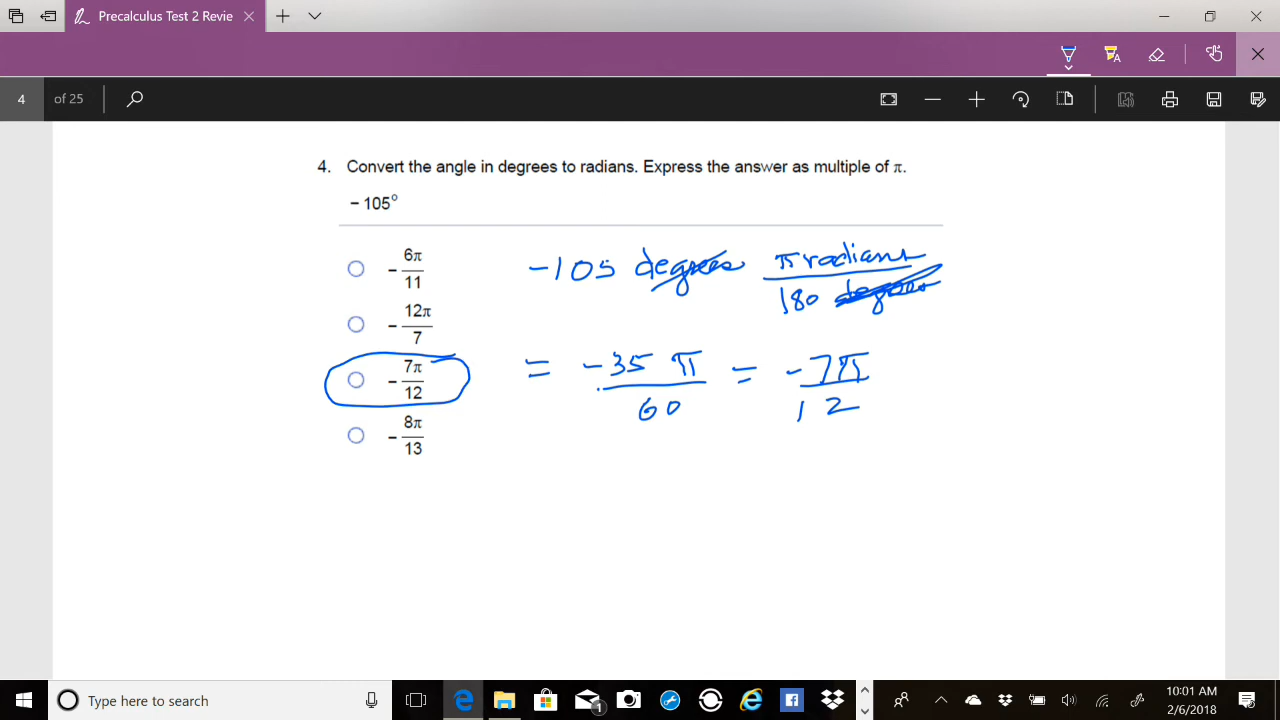 Precalculus Test 2 Revie
4 of 25
4. Convert the angle in degrees to radians. Express the answer as multiple of π.
− 105°
− 6π/11
− 12π/7
− 7π/12
− 8π/13
-105 degrees π radians / 180 degrees
= -35 π / 60 = -7π / 12
Type here to search
1
10:01 AM
2/6/2018